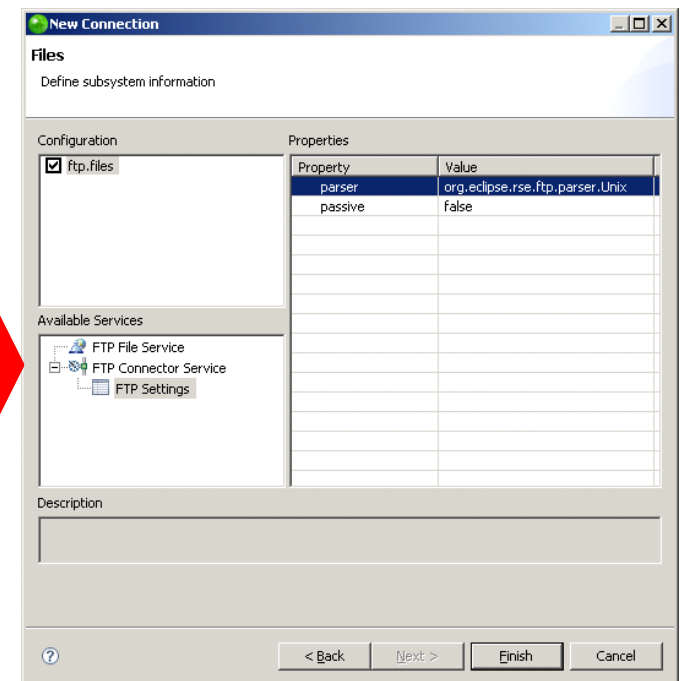 New Connection
Files
Define subsystem information
Configuration
Properties
ftp.files
Property Value
parser org.eclipse.rse.ftp.parser.Unix
passive false
Available Services
FTP File Service
FTP Connector Service
FTP Settings
Description
< Back Next > Finish Cancel